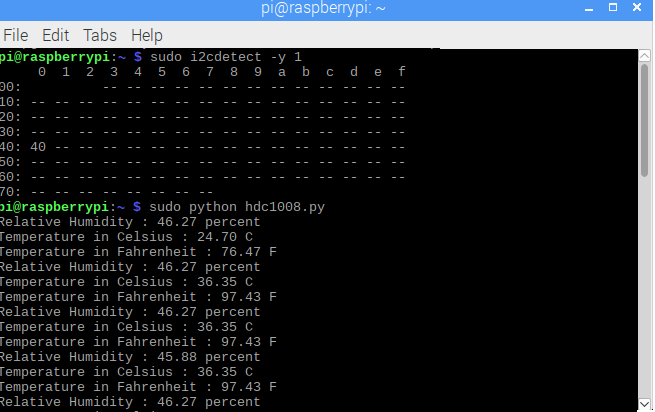 pi@raspberrypi: ~
File Edit Tabs Help
pi@raspberrypi:~ $ sudo i2cdetect -y 1
     0  1  2  3  4  5  6  7  8  9  a  b  c  d  e  f
00:          -- -- -- -- -- -- -- -- -- -- -- -- --
10: -- -- -- -- -- -- -- -- -- -- -- -- -- -- -- --
20: -- -- -- -- -- -- -- -- -- -- -- -- -- -- -- --
30: -- -- -- -- -- -- -- -- -- -- -- -- -- -- -- --
40: 40 -- -- -- -- -- -- -- -- -- -- -- -- -- -- --
50: -- -- -- -- -- -- -- -- -- -- -- -- -- -- -- --
60: -- -- -- -- -- -- -- -- -- -- -- -- -- -- -- --
70: -- -- -- -- -- -- -- --
pi@raspberrypi:~ $ sudo python hdc1008.py
Relative Humidity : 46.27 percent
Temperature in Celsius : 24.70 C
Temperature in Fahrenheit : 76.47 F
Relative Humidity : 46.27 percent
Temperature in Celsius : 36.35 C
Temperature in Fahrenheit : 97.43 F
Relative Humidity : 46.27 percent
Temperature in Celsius : 36.35 C
Temperature in Fahrenheit : 97.43 F
Relative Humidity : 45.88 percent
Temperature in Celsius : 36.35 C
Temperature in Fahrenheit : 97.43 F
Relative Humidity : 46.27 percent